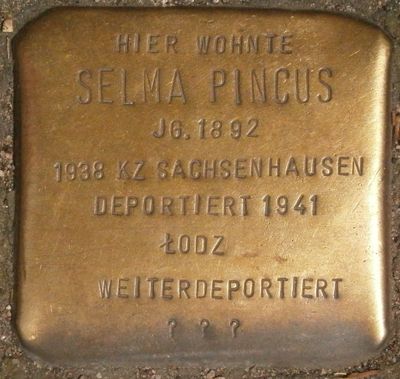 HIER WOHNTE
SELMA PINCUS
JG. 1892
1938 KZ SACHSENHAUSEN
DEPORTIERT 1941
ŁODZ
WEITERDEPORTIERT
? ? ?